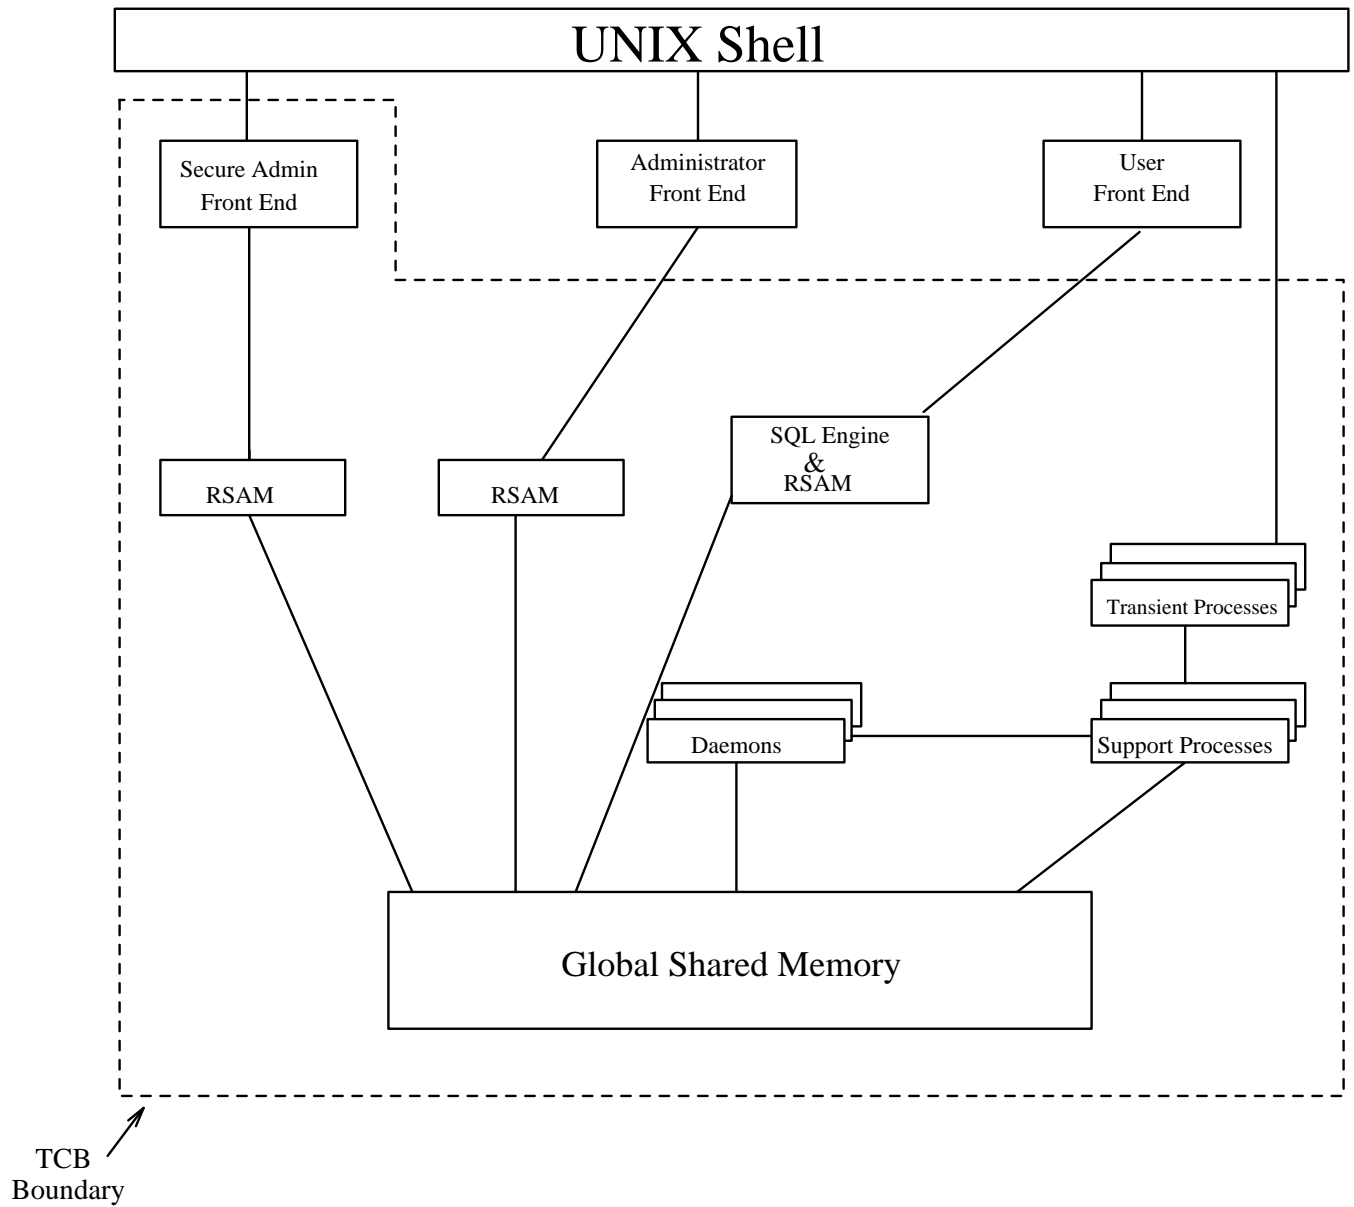 UNIX Shell
Secure Admin
Front End
Administrator
Front End
User
Front End
SQL Engine
&
RSAM
RSAM
RSAM
Transient Processes
Daemons
Support Processes
Global Shared Memory
TCB
Boundary